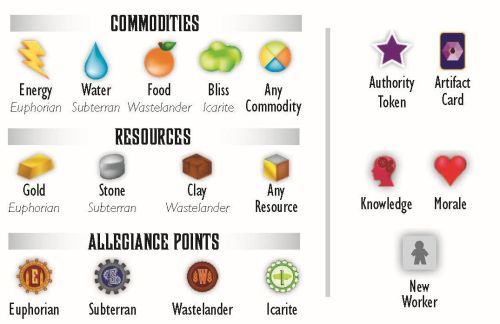 COMMODITIES
Energy Water Food Bliss Any
Euphorian Subterran Wastelander Icarite Commodity
RESOURCES
Gold Stone Clay Any
Euphorian Subterran Wastelander Resource
ALLEGIANCE POINTS
E W I
Euphorian Subterran Wastelander Icarite
Authority Artifact
Token Card
Knowledge Morale
New
Worker